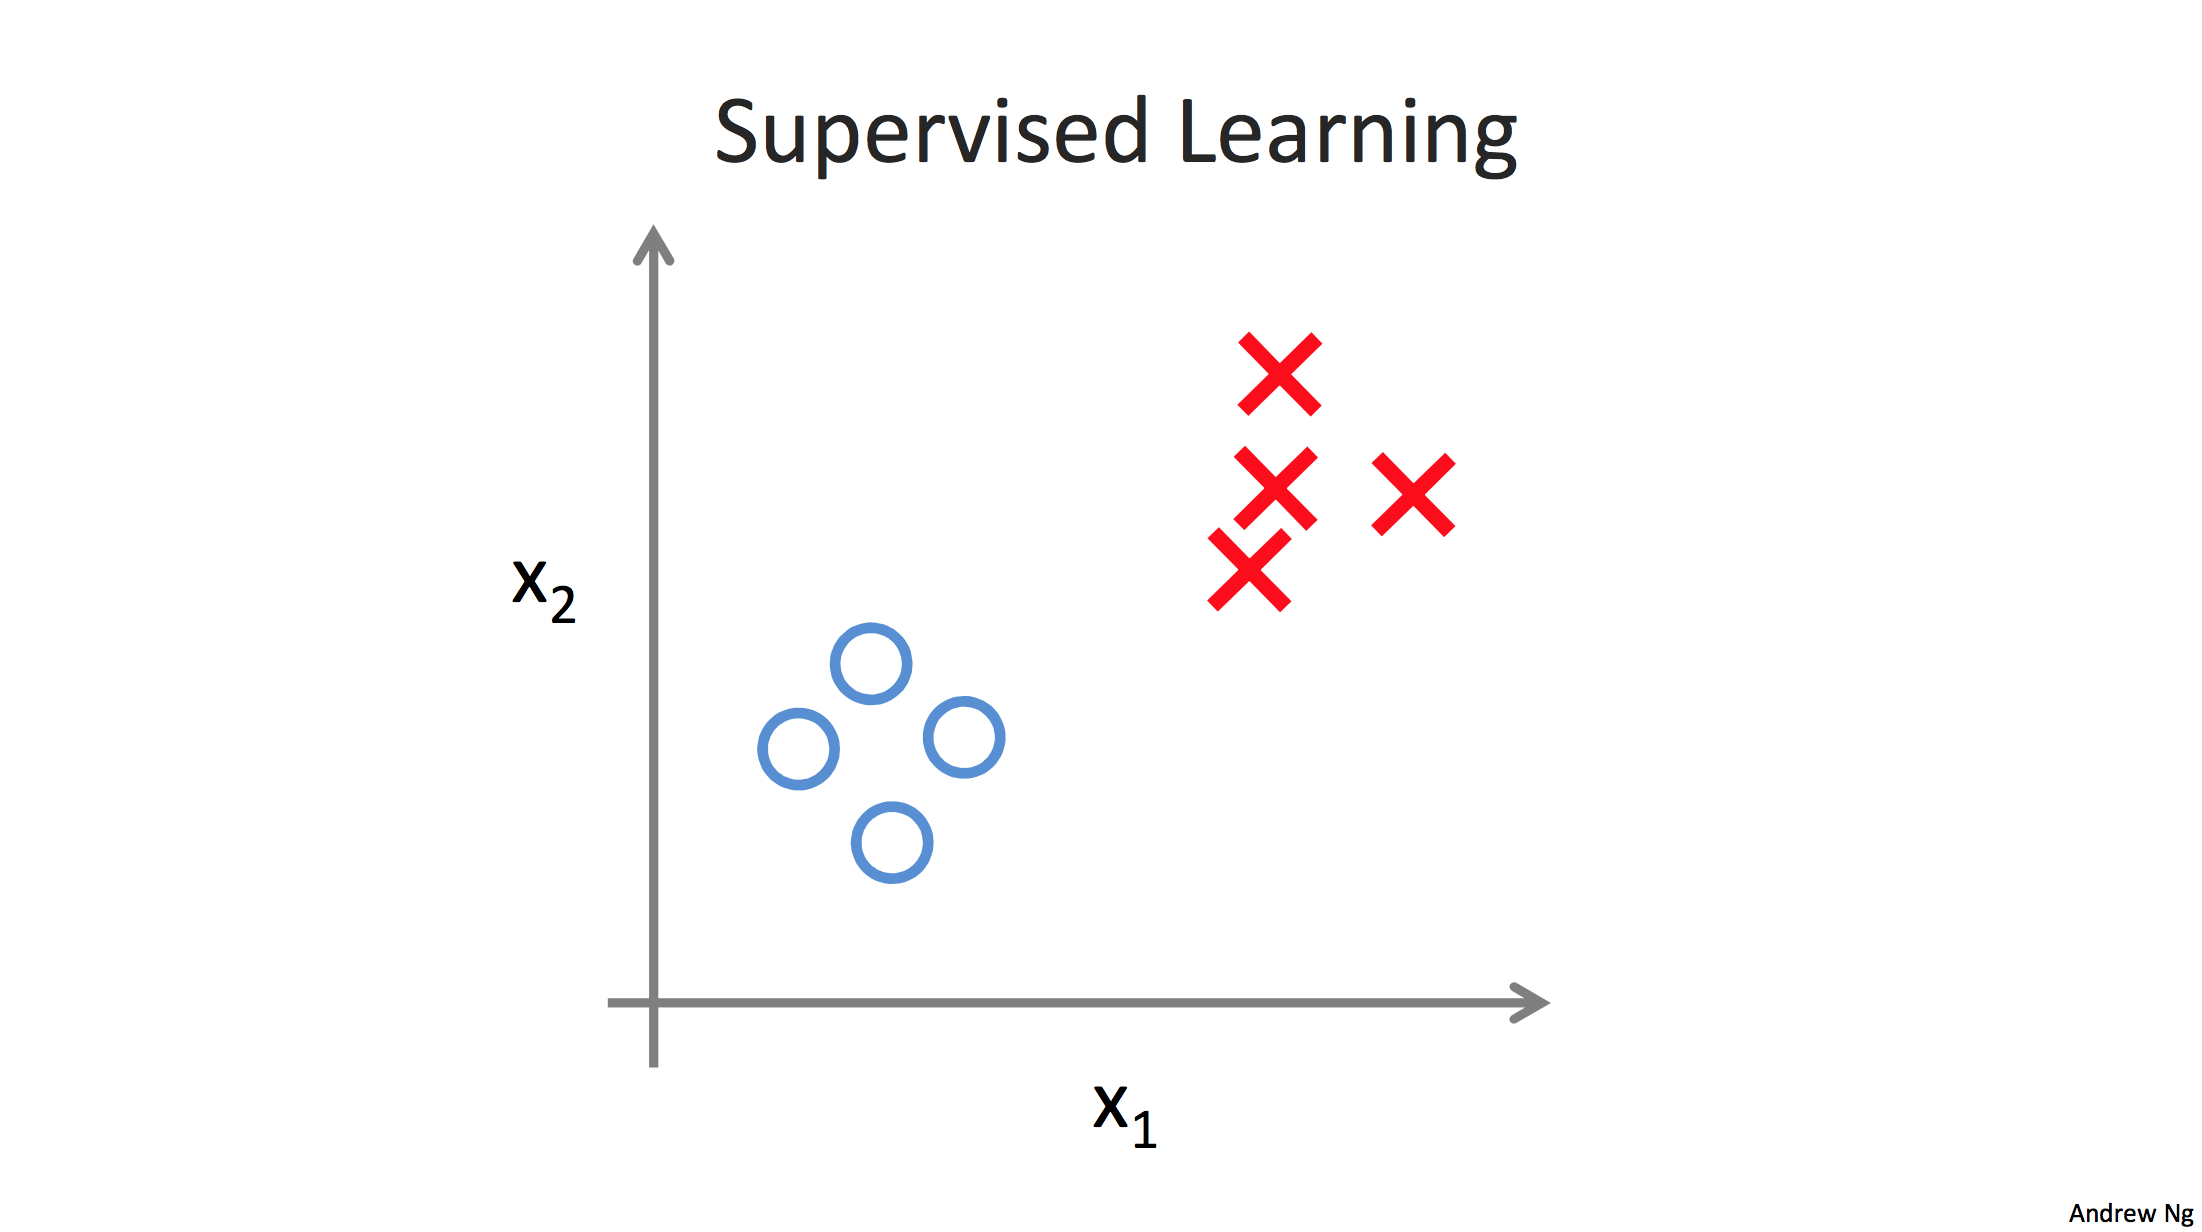 Supervised Learning
x₂
x₁
Andrew Ng